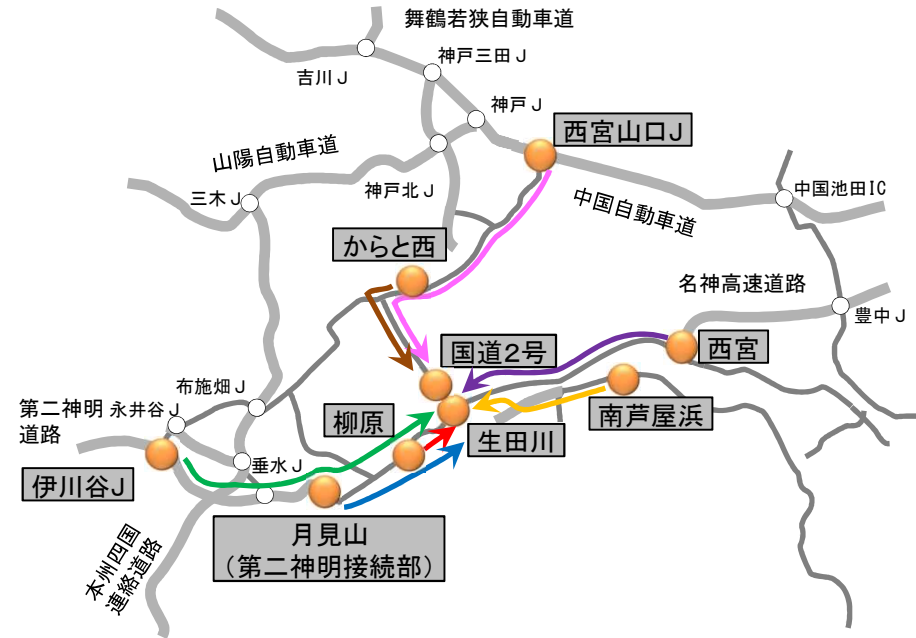 舞鶴若狭自動車道
神戸三田J
吉川J
神戸J
西宮山口J
山陽自動車道
神戸北J
三木J
中国池田IC
中国自動車道
からと西
名神高速道路
豊中J
国道2号
西宮
布施畑J
南芦屋浜
第二神明
道路
永井谷J
柳原
生田川
垂水J
伊川谷J
月見山
(第二神明接続部)
本州四国
連絡道路